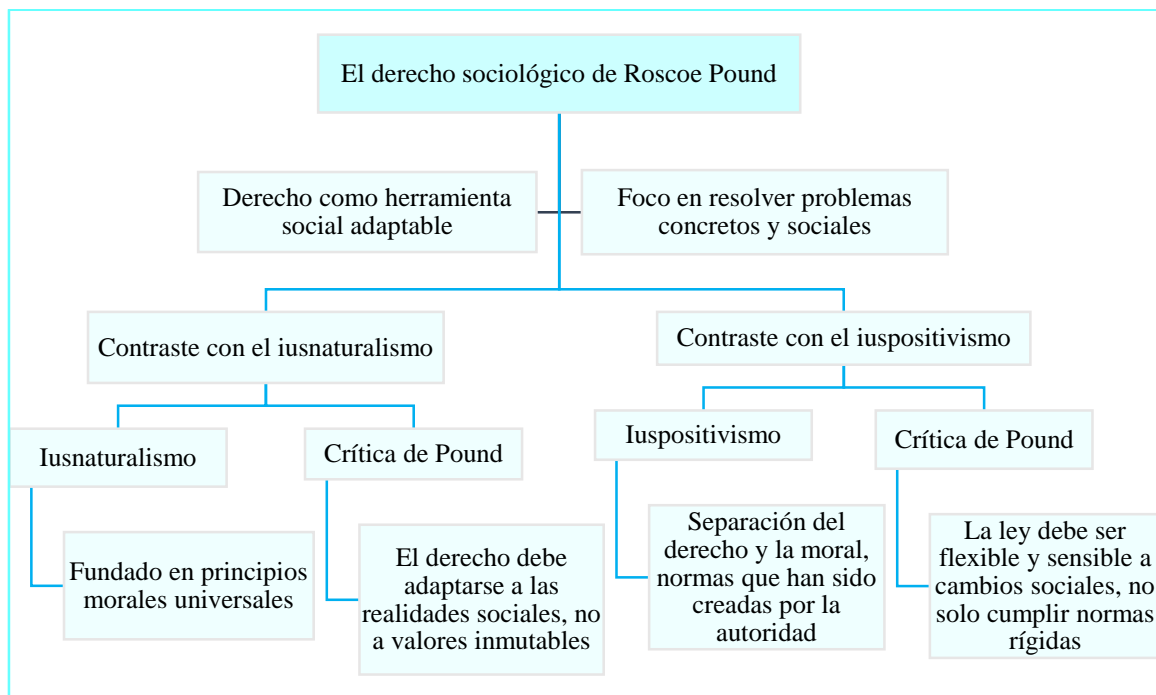 El derecho sociológico de Roscoe Pound
Derecho como herramienta
social adaptable
Foco en resolver problemas
concretos y sociales
Contraste con el iusnaturalismo
Iusnaturalismo
Fundado en principios
morales universales
Crítica de Pound
El derecho debe
adaptarse a las
realidades sociales, no
a valores inmutables
Contraste con el iuspositivismo
Iuspositivismo
Separación del
derecho y la moral,
normas que han sido
creadas por la
autoridad
Crítica de Pound
La ley debe ser
flexible y sensible a
cambios sociales, no
solo cumplir normas
rígidas